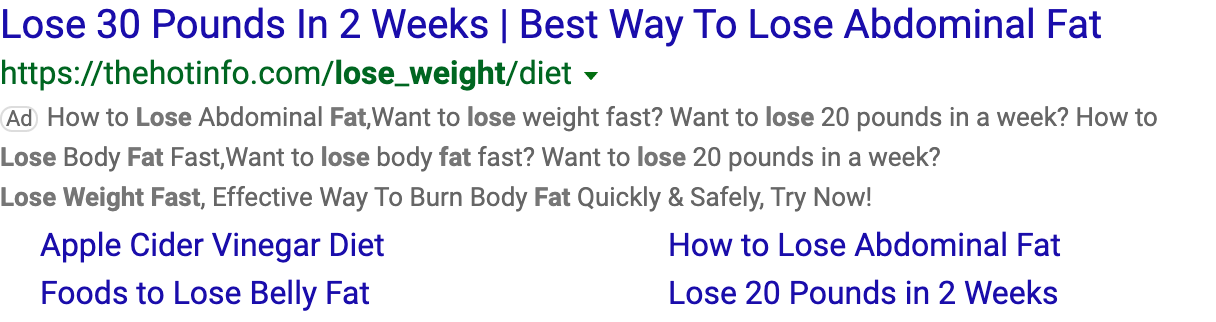 Lose 30 Pounds In 2 Weeks | Best Way To Lose Abdominal Fat
https://thehotinfo.com/lose_weight/diet
Ad How to Lose Abdominal Fat,Want to lose weight fast? Want to lose 20 pounds in a week? How to
Lose Body Fat Fast,Want to lose body fat fast? Want to lose 20 pounds in a week?
Lose Weight Fast, Effective Way To Burn Body Fat Quickly & Safely, Try Now!
Apple Cider Vinegar Diet
How to Lose Abdominal Fat
Foods to Lose Belly Fat
Lose 20 Pounds in 2 Weeks